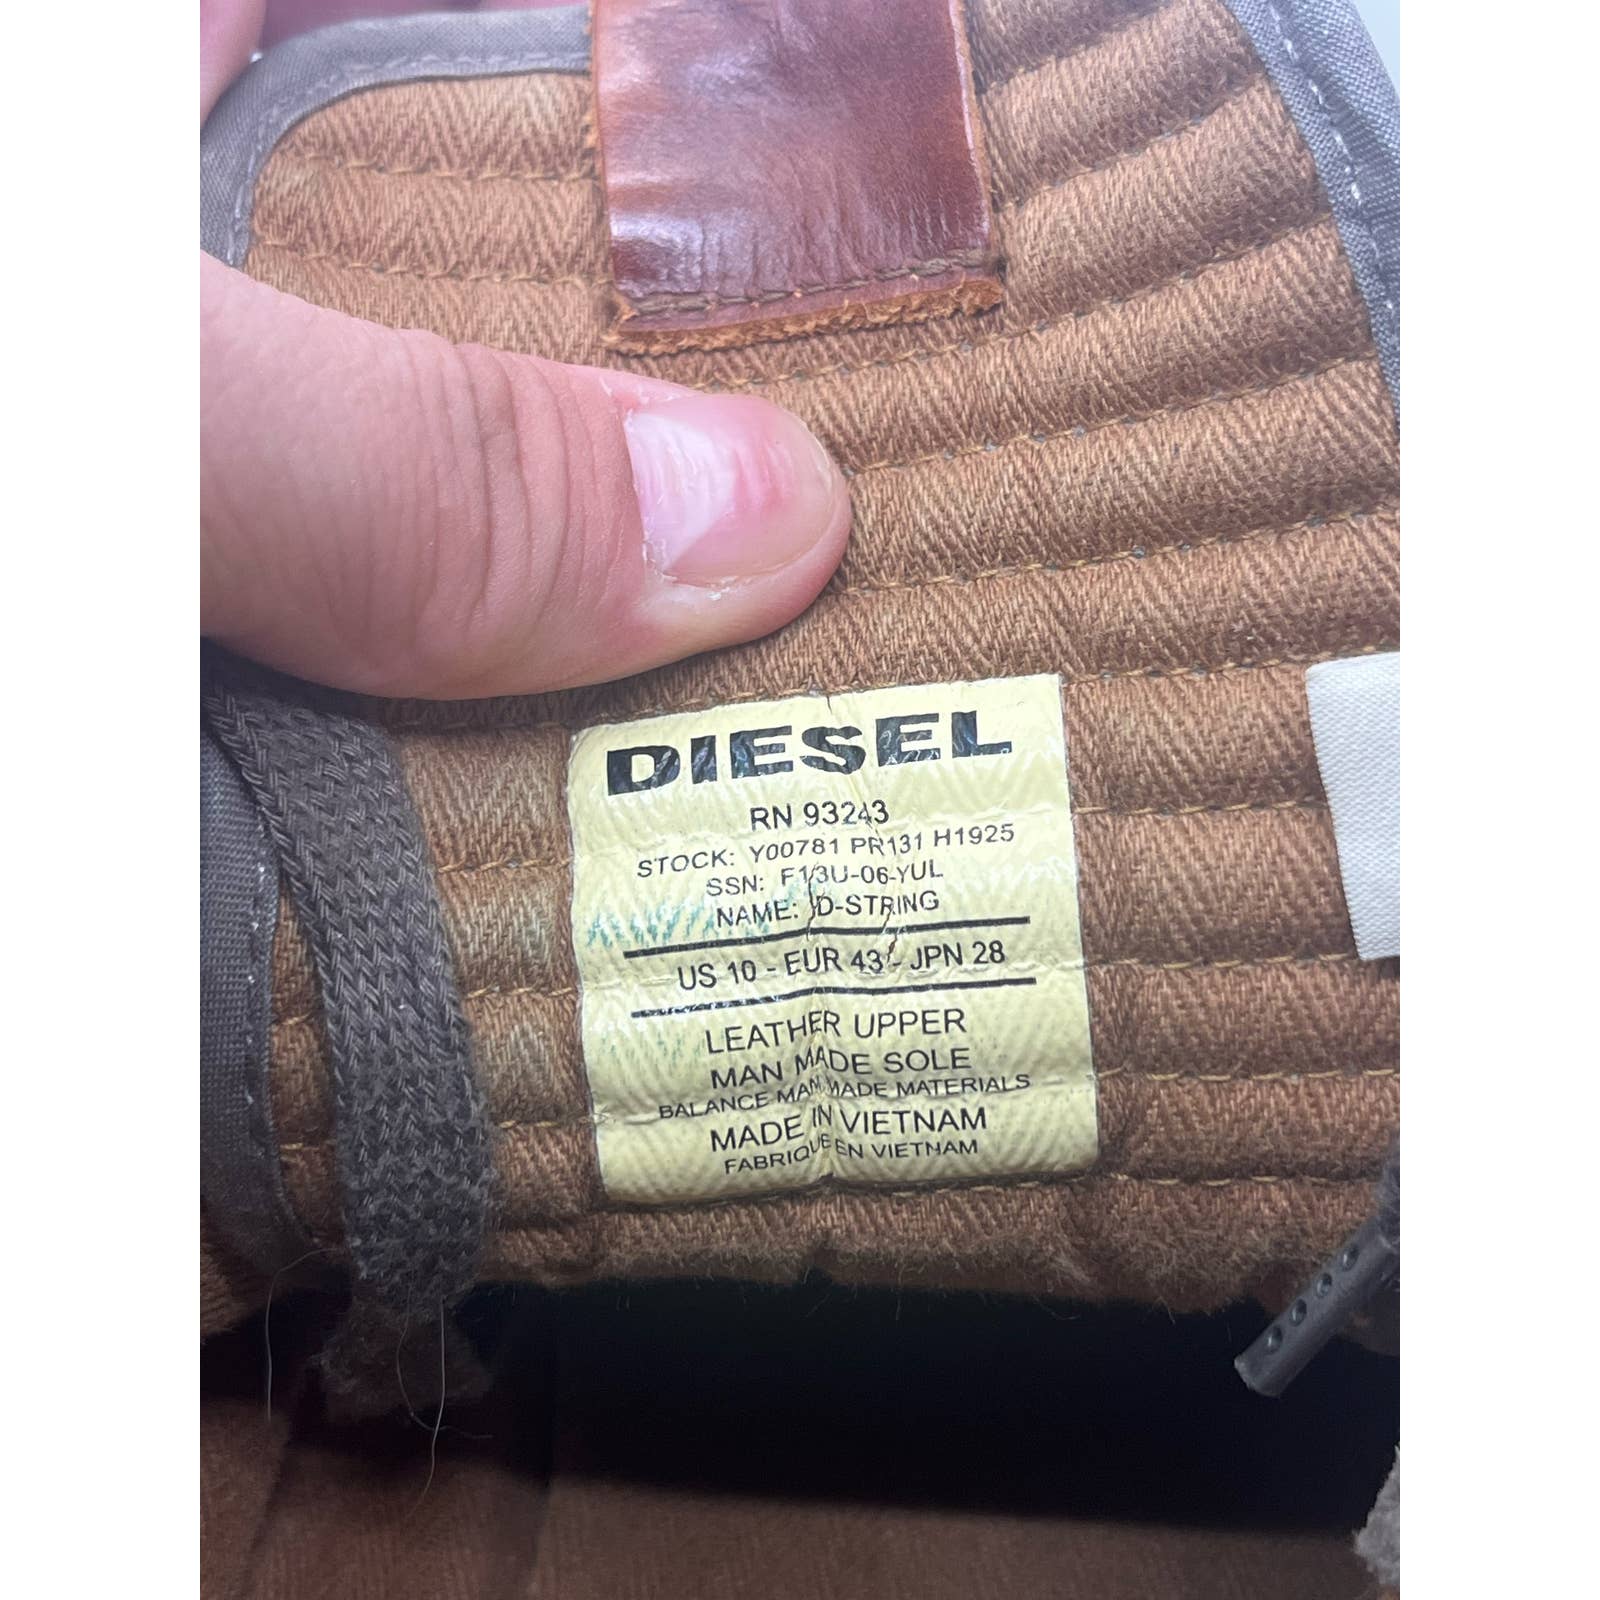 DIESEL
RN 93243
STOCK: Y00781 PR131 H1925
SSN: F13U-06-YUL
NAME: D-STRING
US 10 - EUR 43 - JPN 28
LEATHER UPPER
MAN MADE SOLE
BALANCE MAN MADE MATERIALS
MADE IN VIETNAM
FABRIQUE EN VIETNAM